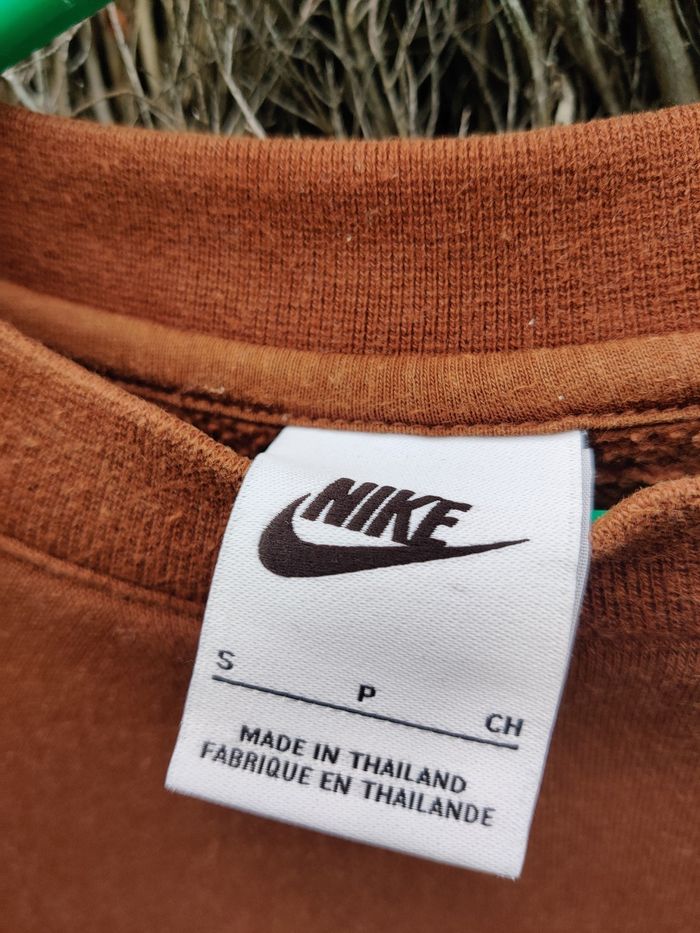 NIKE
S
P
CH
MADE IN THAILAND
FABRIQUE EN THAILANDE